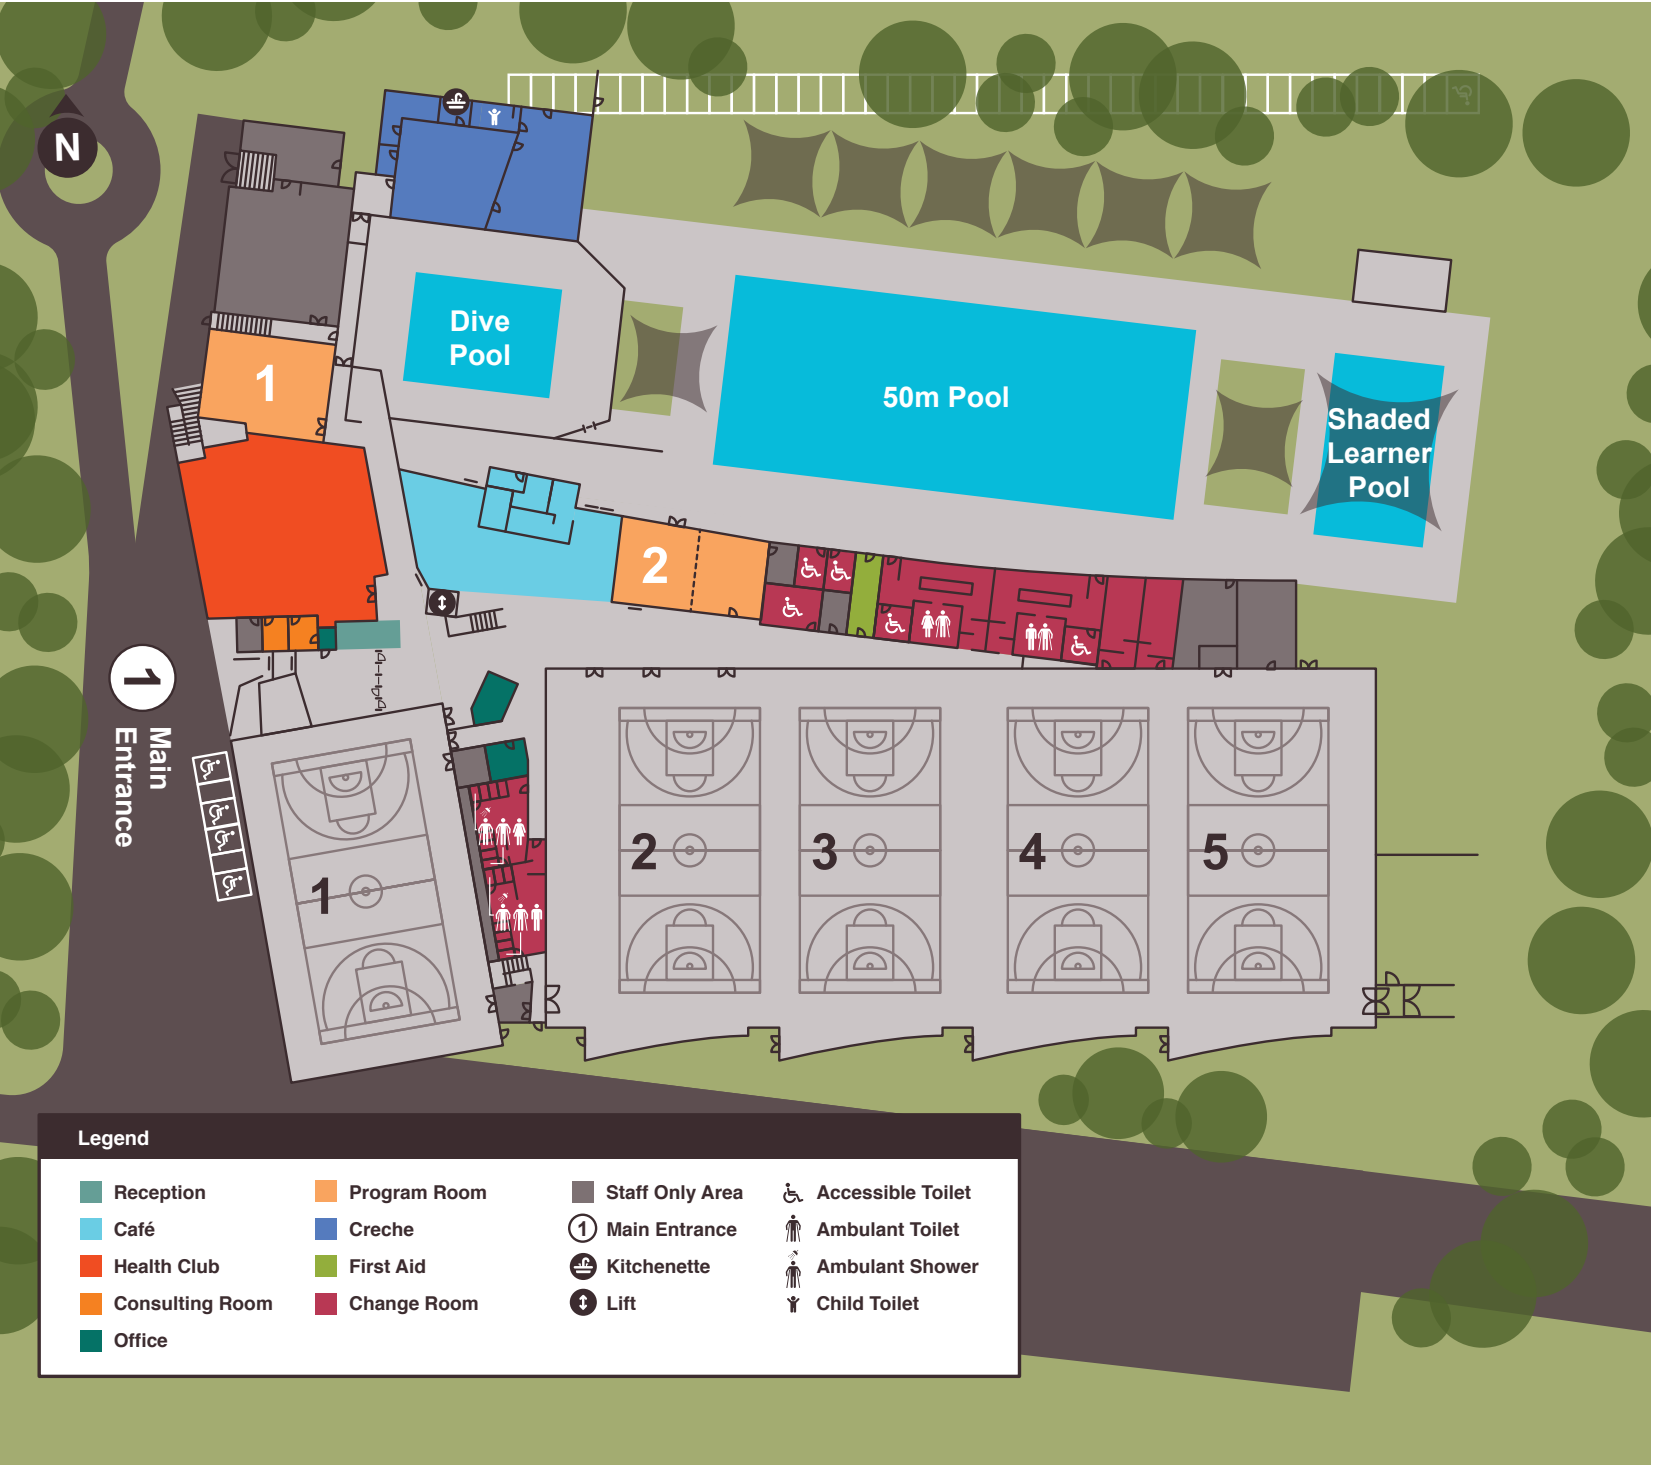 N
1
Dive
Pool
50m Pool
Shaded
Learner
Pool
2
1
Main
Entrance
1
2
3
4
5
Legend
Reception
Café
Health Club
Consulting Room
Office
Program Room
Creche
First Aid
Change Room
Staff Only Area
1 Main Entrance
Kitchenette
Lift
Accessible Toilet
Ambulant Toilet
Ambulant Shower
Child Toilet